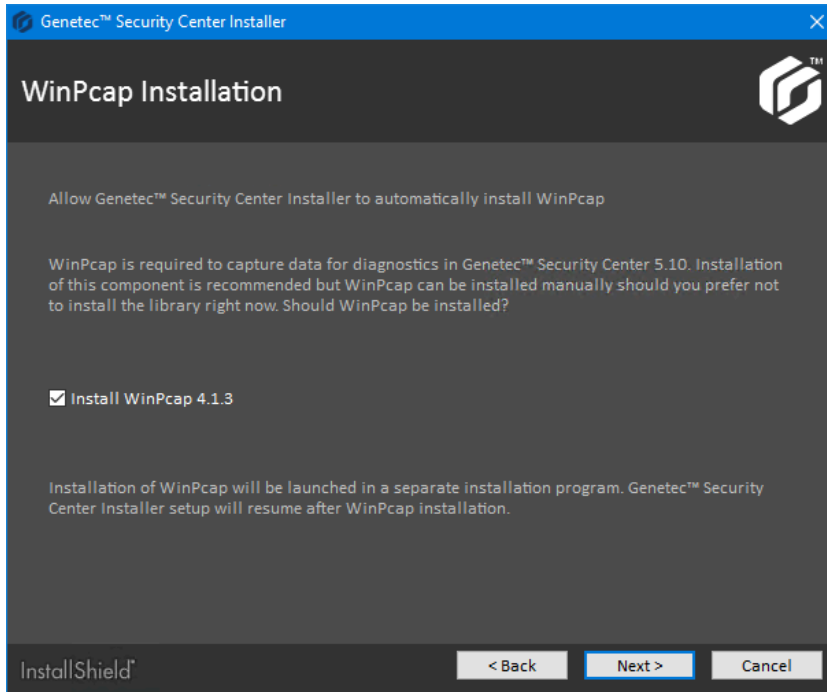 Genetec™ Security Center Installer
WinPcap Installation
TM
Allow Genetec™ Security Center Installer to automatically install WinPcap
WinPcap is required to capture data for diagnostics in Genetec™ Security Center 5.10. Installation
of this component is recommended but WinPcap can be installed manually should you prefer not
to install the library right now. Should WinPcap be installed?
Install WinPcap 4.1.3
Installation of WinPcap will be launched in a separate installation program. Genetec™ Security
Center Installer setup will resume after WinPcap installation.
InstallShield
< Back
Next >
Cancel